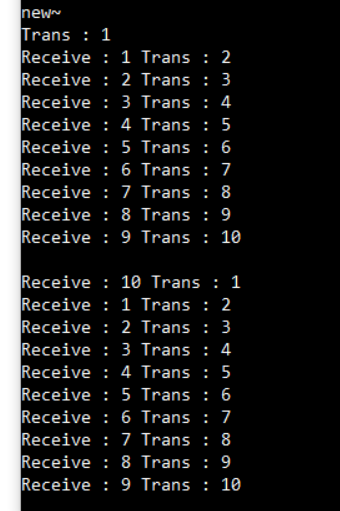 new~
Trans : 1
Receive : 1 Trans : 2
Receive : 2 Trans : 3
Receive : 3 Trans : 4
Receive : 4 Trans : 5
Receive : 5 Trans : 6
Receive : 6 Trans : 7
Receive : 7 Trans : 8
Receive : 8 Trans : 9
Receive : 9 Trans : 10
Receive : 10 Trans : 1
Receive : 1 Trans : 2
Receive : 2 Trans : 3
Receive : 3 Trans : 4
Receive : 4 Trans : 5
Receive : 5 Trans : 6
Receive : 6 Trans : 7
Receive : 7 Trans : 8
Receive : 8 Trans : 9
Receive : 9 Trans : 10